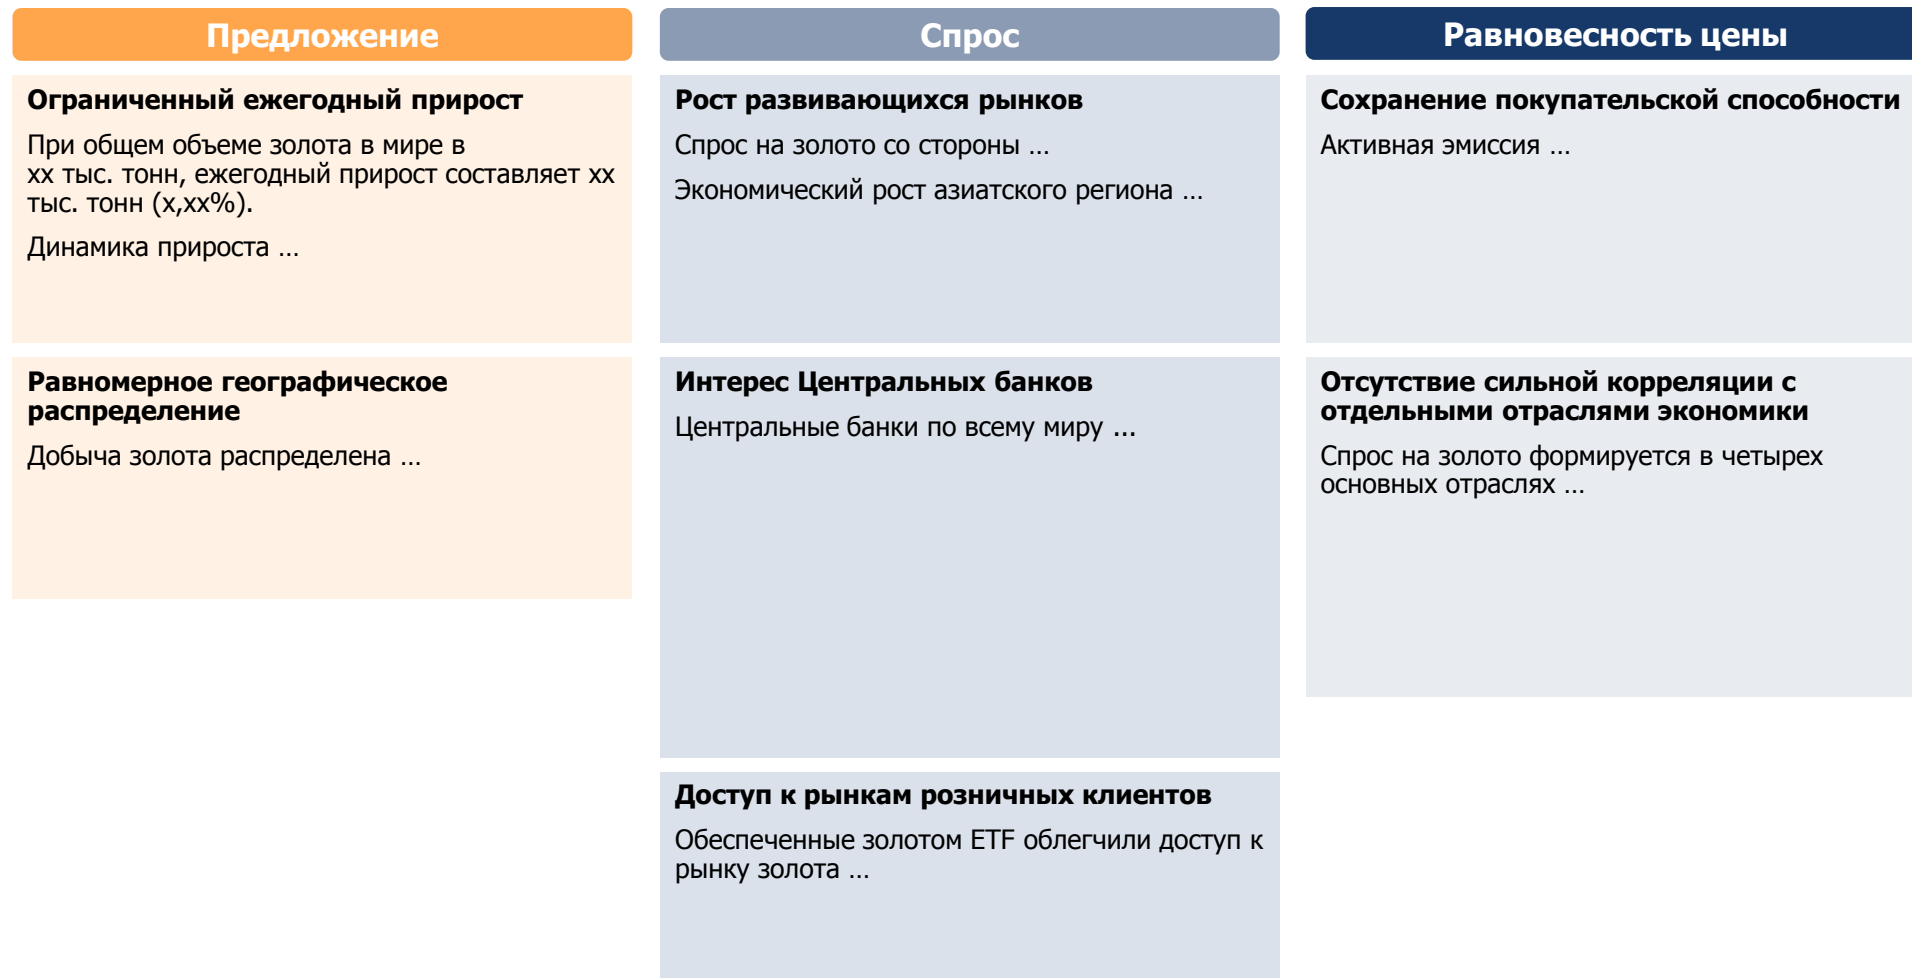 Предложение
Ограниченный ежегодный прирост
При общем объеме золота в мире в
хх тыс. тонн, ежегодный прирост составляет хх
тыс. тонн (х,хх%).
Динамика прироста ...
Равномерное географическое
распределение
Добыча золота распределена ...
Спрос
Рост развивающихся рынков
Спрос на золото со стороны ...
Экономический рост азиатского региона ...
Интерес Центральных банков
Центральные банки по всему миру ...
Доступ к рынкам розничных клиентов
Обеспеченные золотом ETF облегчили доступ к
рынку золота ...
Равновесность цены
Сохранение покупательской способности
Активная эмиссия ...
Отсутствие сильной корреляции с
отдельными отраслями экономики
Спрос на золото формируется в четырех
основных отраслях ...